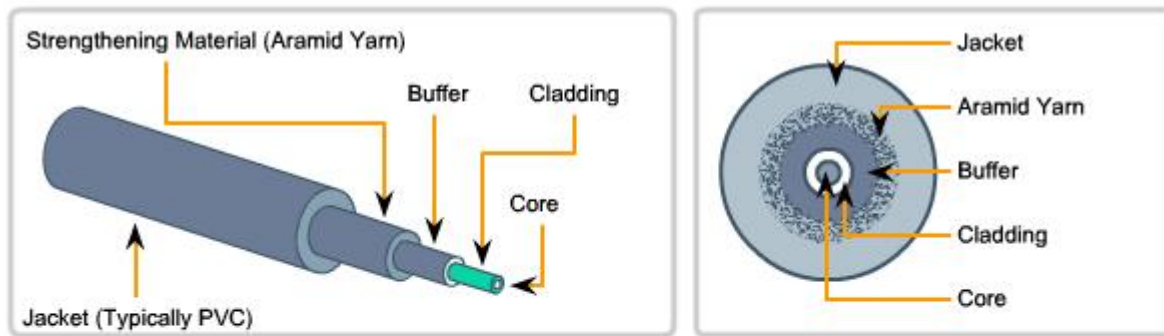 Strengthening Material (Aramid Yarn)
Buffer
Cladding
Core
Jacket (Typically PVC)
Jacket
Aramid Yarn
Buffer
Cladding
Core